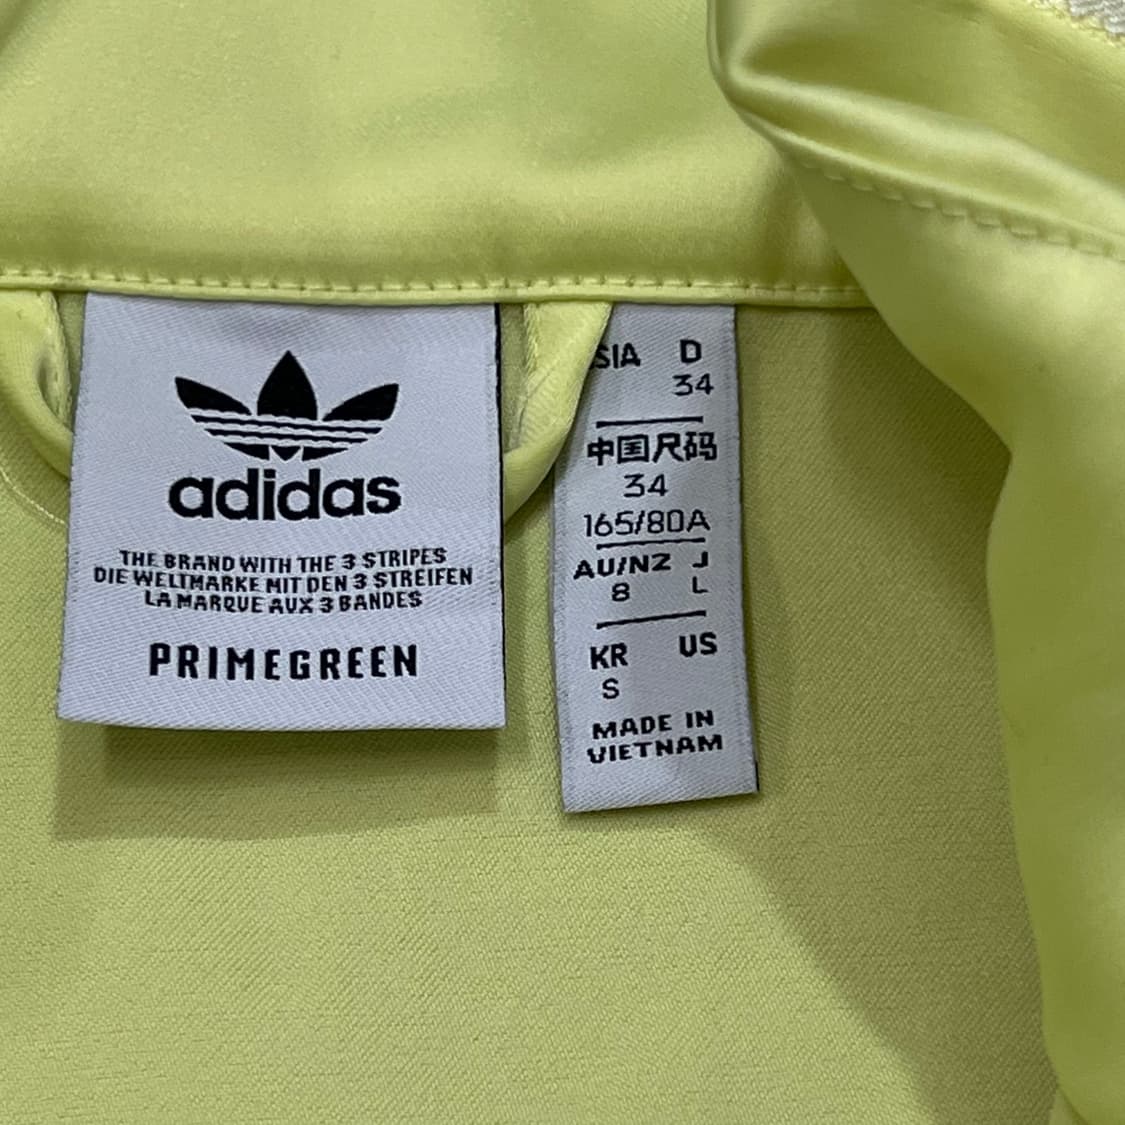 adidas
THE BRAND WITH THE 3 STRIPES
DIE WELTMARKE MIT DEN 3 STREIFEN
LA MARQUE AUX 3 BANDES
PRIMEGREEN
SIA D
34
中国尺码
34
165/80A
AU/NZ J
8 L
KR US
S
MADE IN
VIETNAM